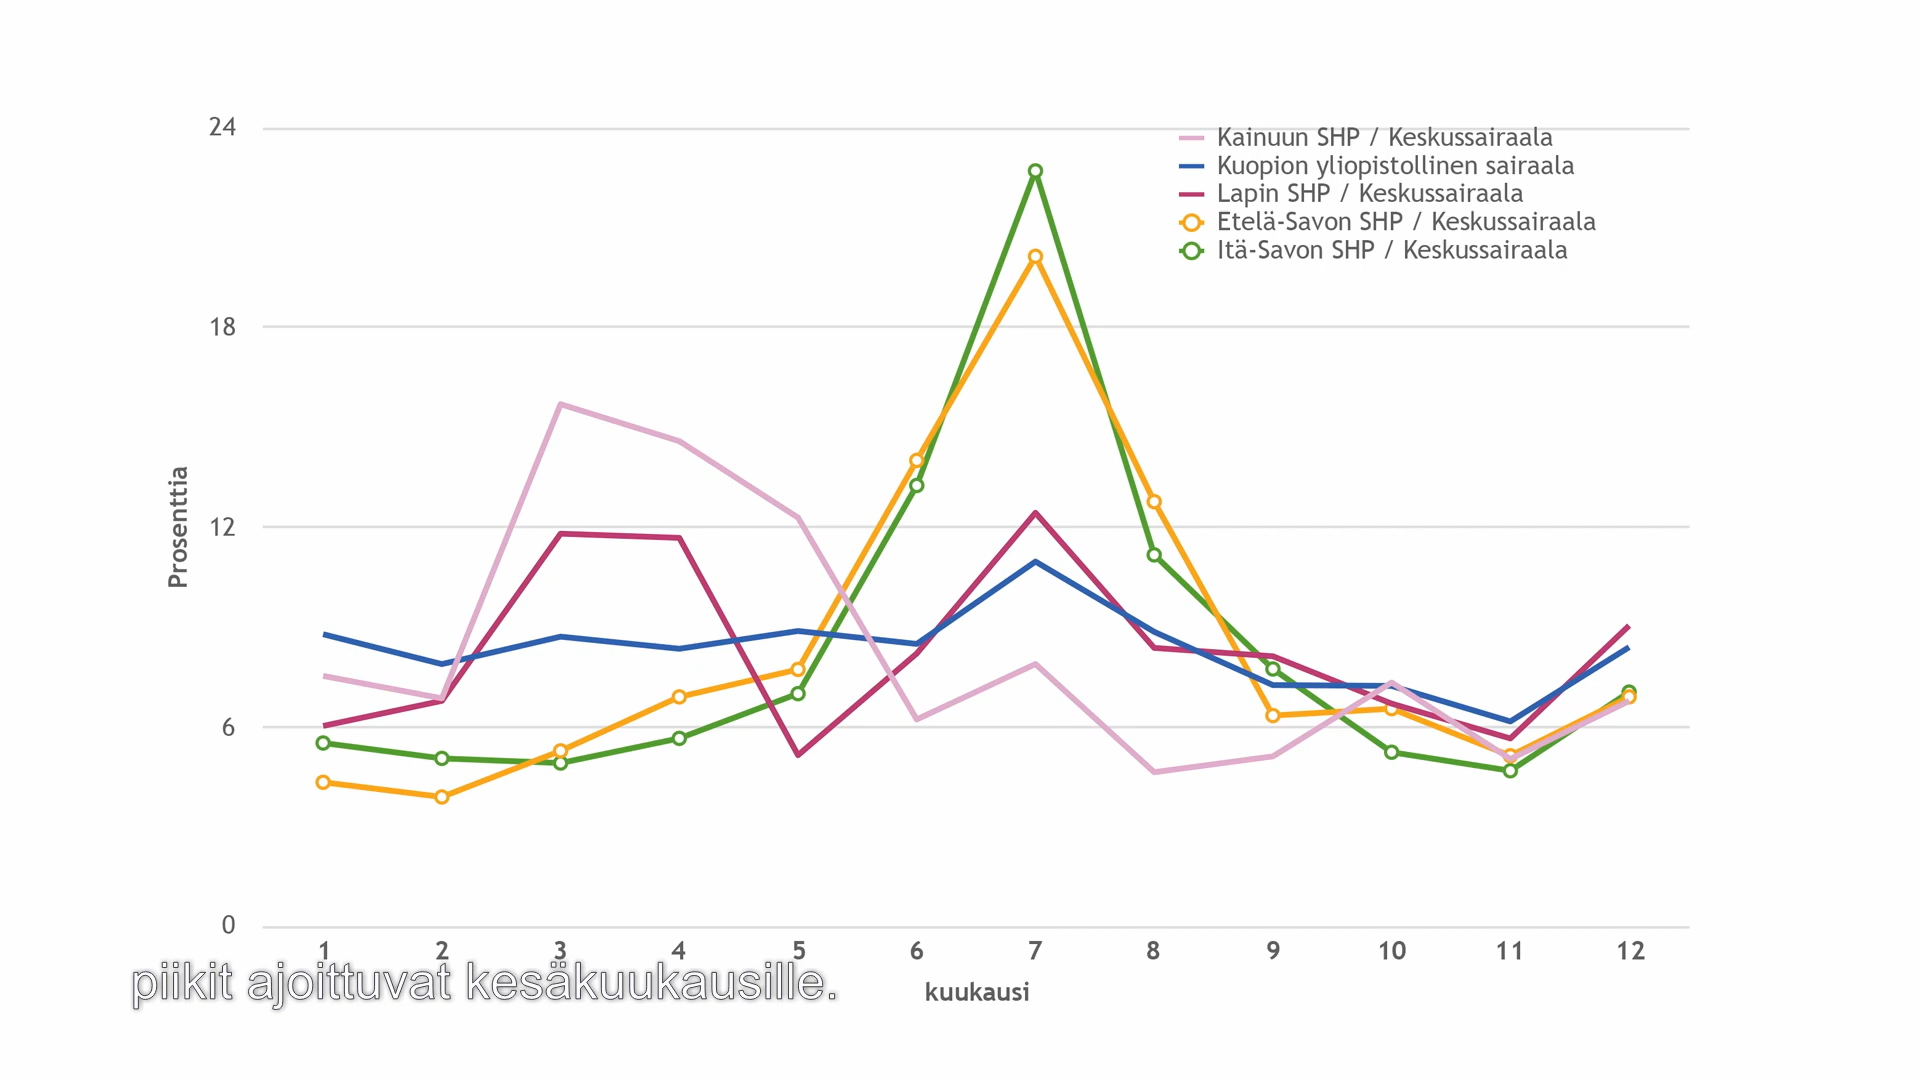 24
Kainuun SHP / Keskussairaala
Kuopion yliopistollinen sairaala
Lapin SHP / Keskussairaala
Etelä-Savon SHP / Keskussairaala
Itä-Savon SHP / Keskussairaala
18
12
Prosenttia
6
0
1 2 3 4 5 6 7 8 9 10 11 12
piikit ajoittuvat kesäkuukausille.
kuukausi